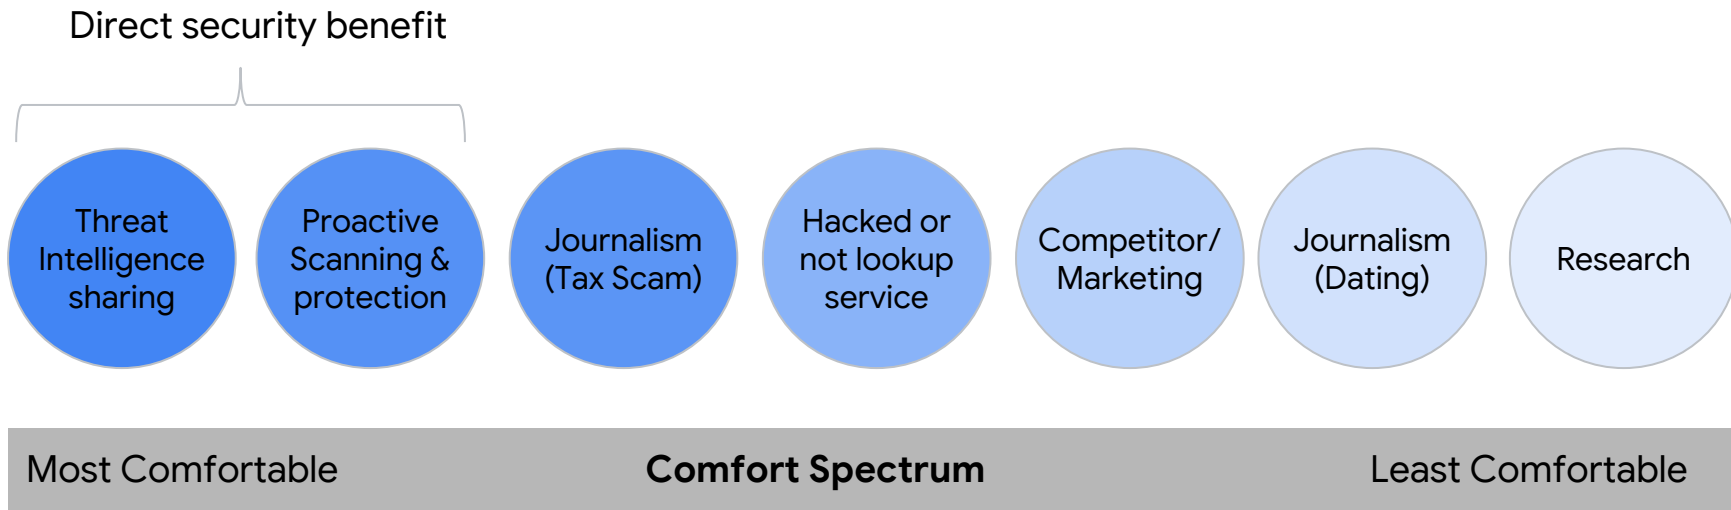 Direct security benefit
Threat
Intelligence
sharing
Proactive
Scanning &
protection
Journalism
(Tax Scam)
Hacked or
not lookup
service
Competitor/
Marketing
Journalism
(Dating)
Research
Most Comfortable
Comfort Spectrum
Least Comfortable